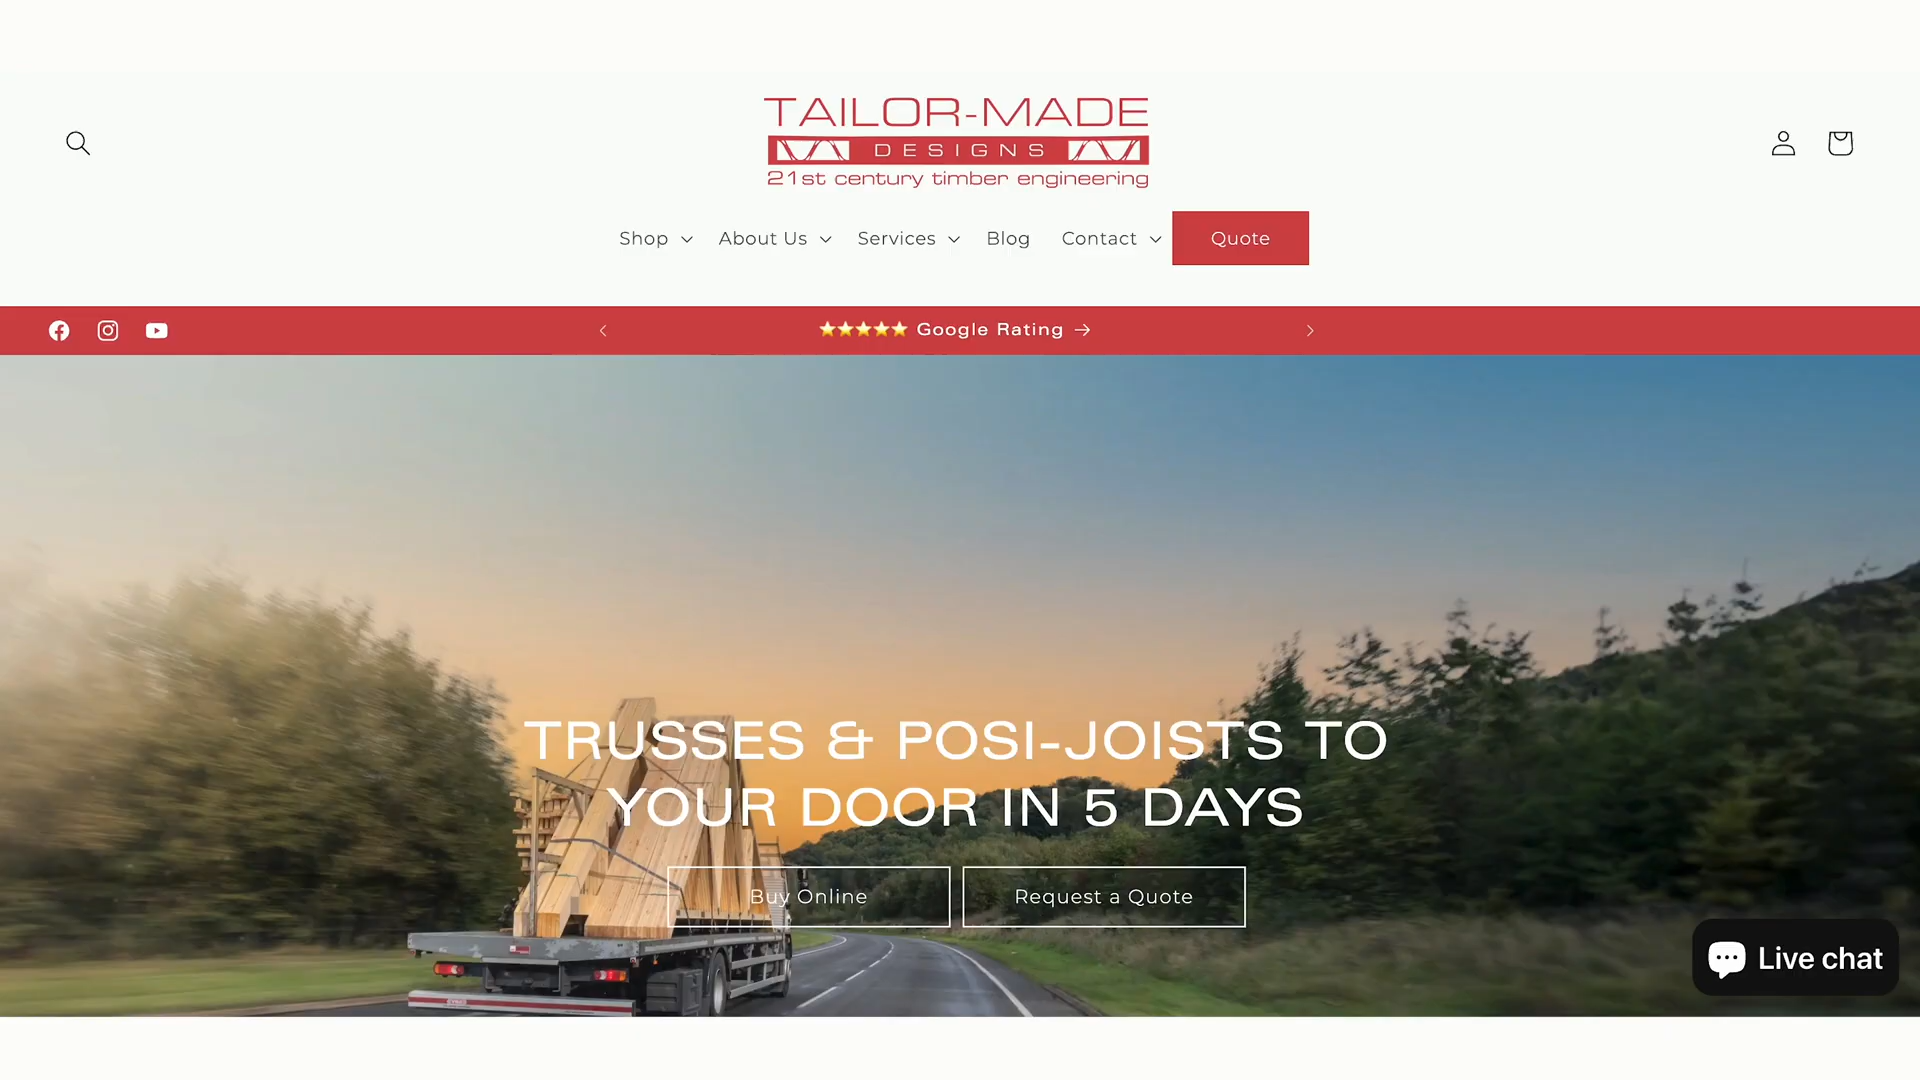 TAILOR-MADE
DESIGNS
21st century timber engineering
Shop About Us Services Blog Contact Quote
Google Rating
TRUSSES & POSI-JOISTS TO
YOUR DOOR IN 5 DAYS
Buy Online Request a Quote
Live chat